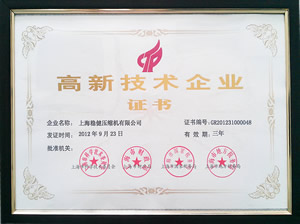 高新技术企业
证书
企业名称：上海稳健压缩机有限公司
证书编号：GR201231000048
发证时间：2012年9月23日
有效期：三年
批准机关：